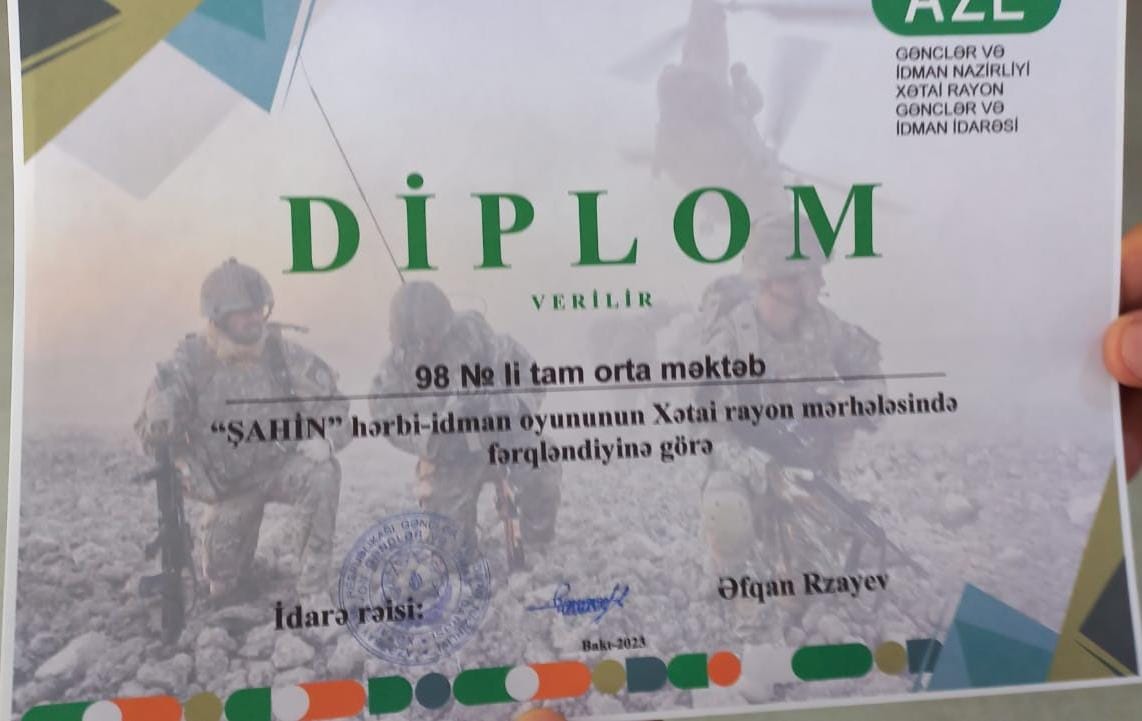 AZE
GƏNCLƏR VƏ
İDMAN NAZİRLİYİ
XƏTAİ RAYON
GƏNCLƏR VƏ
İDMAN İDARƏSİ
DİPLOM
VERİLİR
98 № li tam orta məktəb
“ŞAHİN” hərbi-idman oyununun Xətai rayon mərhələsində
fərqləndiyinə görə
İdarə rəisi:
Əfqan Rzayev
Bakı-2023